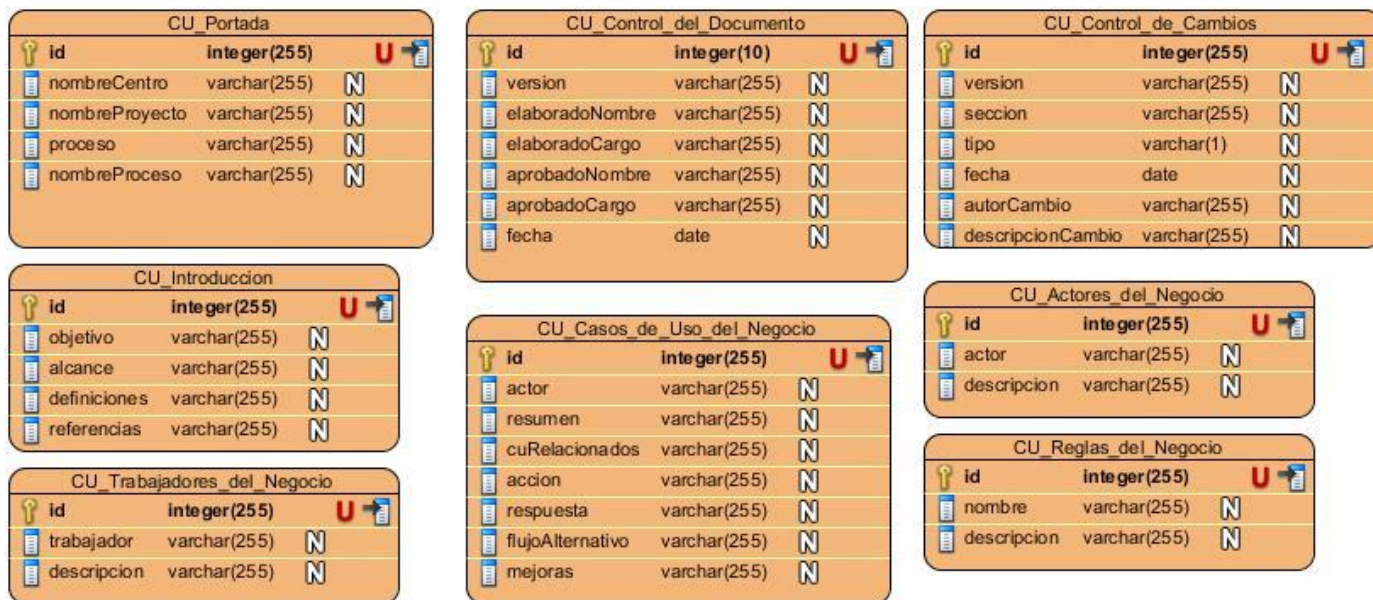 CU_Portada
id integer(255) U
nombreCentro varchar(255) N
nombreProyecto varchar(255) N
proceso varchar(255) N
nombreProceso varchar(255) N
CU_Control_del_Documento
id integer(10) U
version varchar(255) N
elaboradoNombre varchar(255) N
elaboradoCargo varchar(255) N
aprobadoNombre varchar(255) N
aprobadoCargo varchar(255) N
fecha date N
CU_Control_de_Cambios
id integer(255) U
version varchar(255) N
seccion varchar(255) N
tipo varchar(1) N
fecha date N
autorCambio varchar(255) N
descripcionCambio varchar(255) N
CU_Introduccion
id integer(255) U
objetivo varchar(255) N
alcance varchar(255) N
definiciones varchar(255) N
referencias varchar(255) N
CU_Casos_de_Uso_del_Negocio
id integer(255) U
actor varchar(255) N
resumen varchar(255) N
cuRelacionados varchar(255) N
accion varchar(255) N
respuesta varchar(255) N
flujoAlternativo varchar(255) N
mejoras varchar(255) N
CU_Actores_del_Negocio
id integer(255) U
actor varchar(255) N
descripcion varchar(255) N
CU_Trabajadores_del_Negocio
id integer(255) U
trabajador varchar(255) N
descripcion varchar(255) N
CU_Reglas_del_Negocio
id integer(255) U
nombre varchar(255) N
descripcion varchar(255) N